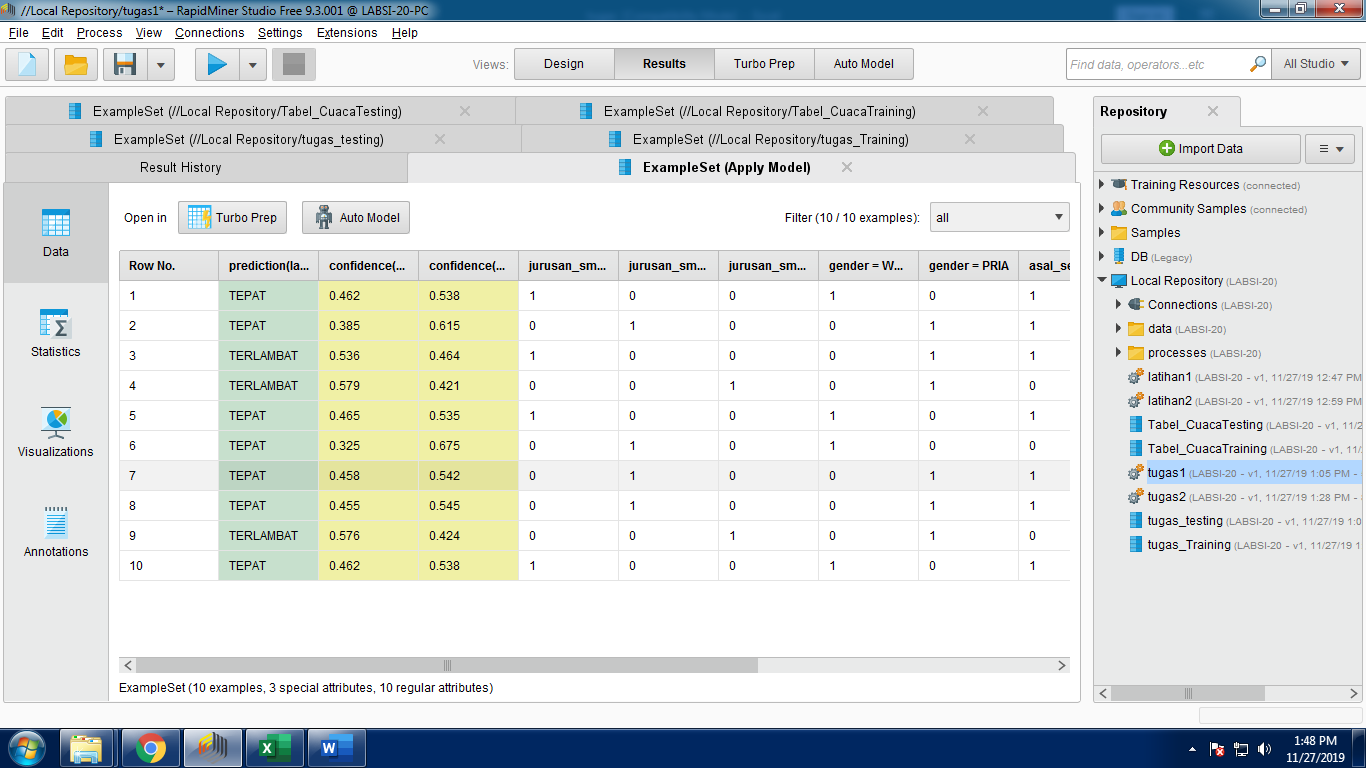 //Local Repository/tugas1* – RapidMiner Studio Free 9.3.001 @ LABSI-20-PC
File Edit Process View Connections Settings Extensions Help
Views: Design Results Turbo Prep Auto Model
Find data, operators...etc All Studio
ExampleSet (//Local Repository/Tabel_CuacaTesting) ExampleSet (//Local Repository/Tabel_CuacaTraining)
ExampleSet (//Local Repository/tugas_testing) ExampleSet (//Local Repository/tugas_Training)
Result History ExampleSet (Apply Model)
Data
Statistics
Visualizations
Annotations
Open in Turbo Prep Auto Model Filter (10 / 10 examples): all
Row No. prediction(la... confidence(... confidence(... jurusan_sm... jurusan_sm... jurusan_sm... gender = W... gender = PRIA asal_se
1 TEPAT 0.462 0.538 1 0 0 1 0 1
2 TEPAT 0.385 0.615 0 1 0 0 1 1
3 TERLAMBAT 0.536 0.464 1 0 0 0 1 1
4 TERLAMBAT 0.579 0.421 0 0 1 0 1 0
5 TEPAT 0.465 0.535 1 0 0 1 0 1
6 TEPAT 0.325 0.675 0 1 0 1 0 0
7 TEPAT 0.458 0.542 0 1 0 0 1 1
8 TEPAT 0.455 0.545 0 1 0 0 1 1
9 TERLAMBAT 0.576 0.424 0 0 1 0 1 0
10 TEPAT 0.462 0.538 1 0 0 1 0 1
ExampleSet (10 examples, 3 special attributes, 10 regular attributes)
Repository
Import Data
Training Resources (connected)
Community Samples (connected)
Samples
DB (Legacy)
Local Repository (LABSI-20)
Connections (LABSI-20)
data (LABSI-20)
processes (LABSI-20)
latihan1 (LABSI-20 - v1, 11/27/19 12:47 PM
latihan2 (LABSI-20 - v1, 11/27/19 12:59 PM
Tabel_CuacaTesting (LABSI-20 - v1, 11/2
Tabel_CuacaTraining (LABSI-20 - v1, 11/
tugas1 (LABSI-20 - v1, 11/27/19 1:05 PM -
tugas2 (LABSI-20 - v1, 11/27/19 1:28 PM -
tugas_testing (LABSI-20 - v1, 11/27/19 1:0
tugas_Training (LABSI-20 - v1, 11/27/19 1
1:48 PM
11/27/2019